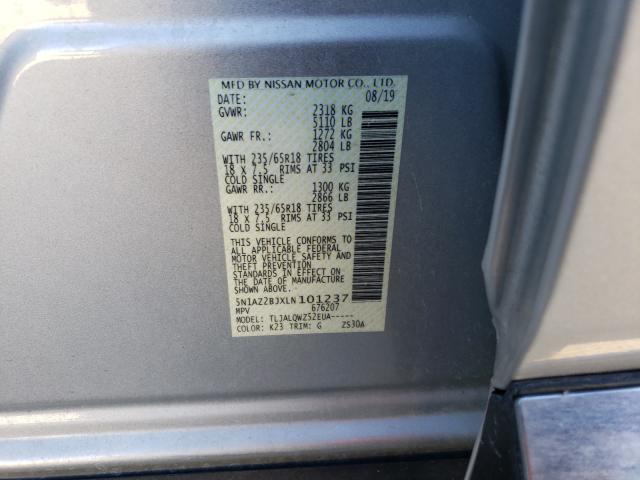 MFD BY NISSAN MOTOR CO., LTD.
DATE: 08/19
GVWR: 2318 KG
5110 LB
GAWR FR.: 1272 KG
2804 LB
WITH 235/65R18 TIRES
18 X 7.5 RIMS AT 33 PSI
COLD SINGLE
GAWR RR.: 1300 KG
2866 LB
WITH 235/65R18 TIRES
18 X 7.5 RIMS AT 33 PSI
COLD SINGLE
THIS VEHICLE CONFORMS TO
ALL APPLICABLE FEDERAL
MOTOR VEHICLE SAFETY AND
THEFT PREVENTION
STANDARDS IN EFFECT ON
THE DATE OF MANUFACTURE
5N1AZ2BJXLN101237
MPV 676207
MODEL: TLJALQWZ52EUA-----
COLOR: K23 TRIM: G ZS30A